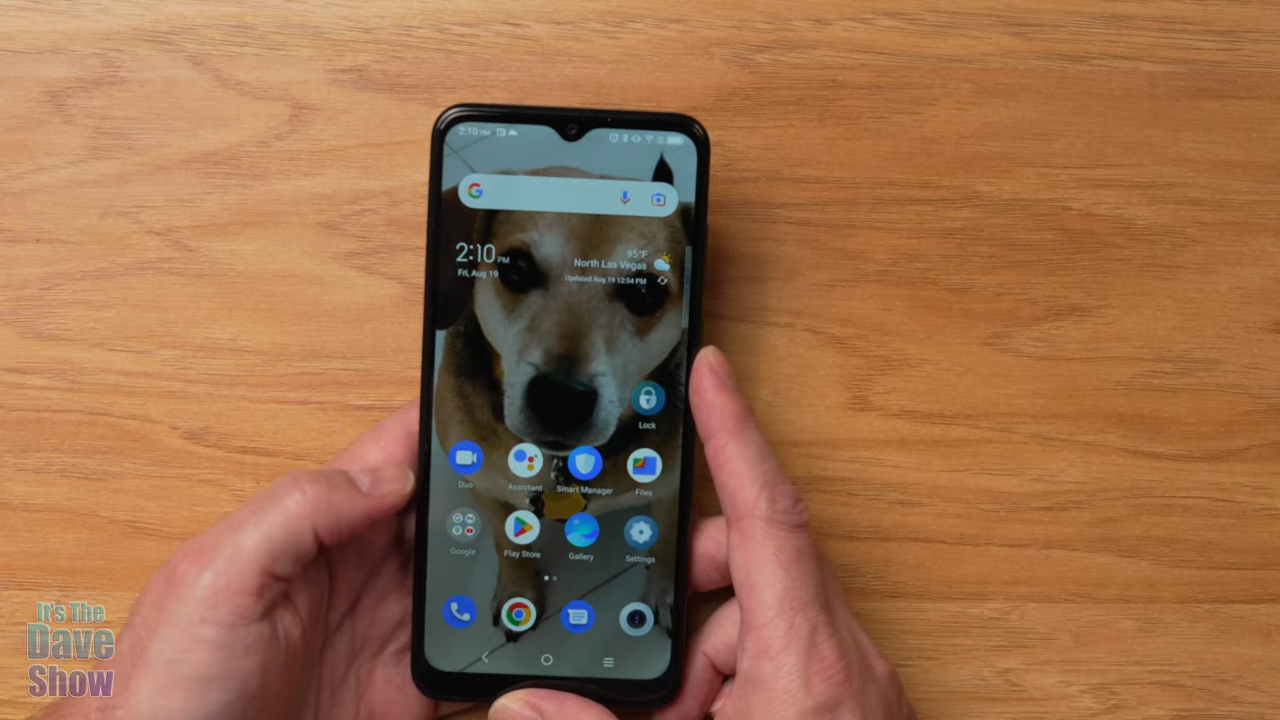 2:10 PM
2:10 PM
Fri, Aug 19
95°F
North Las Vegas
Updated Aug 19 12:54 PM
Lock
Duo
Assistant
Smart Manager
Files
Google
Play Store
Gallery
Settings
It's The
Dave
Show